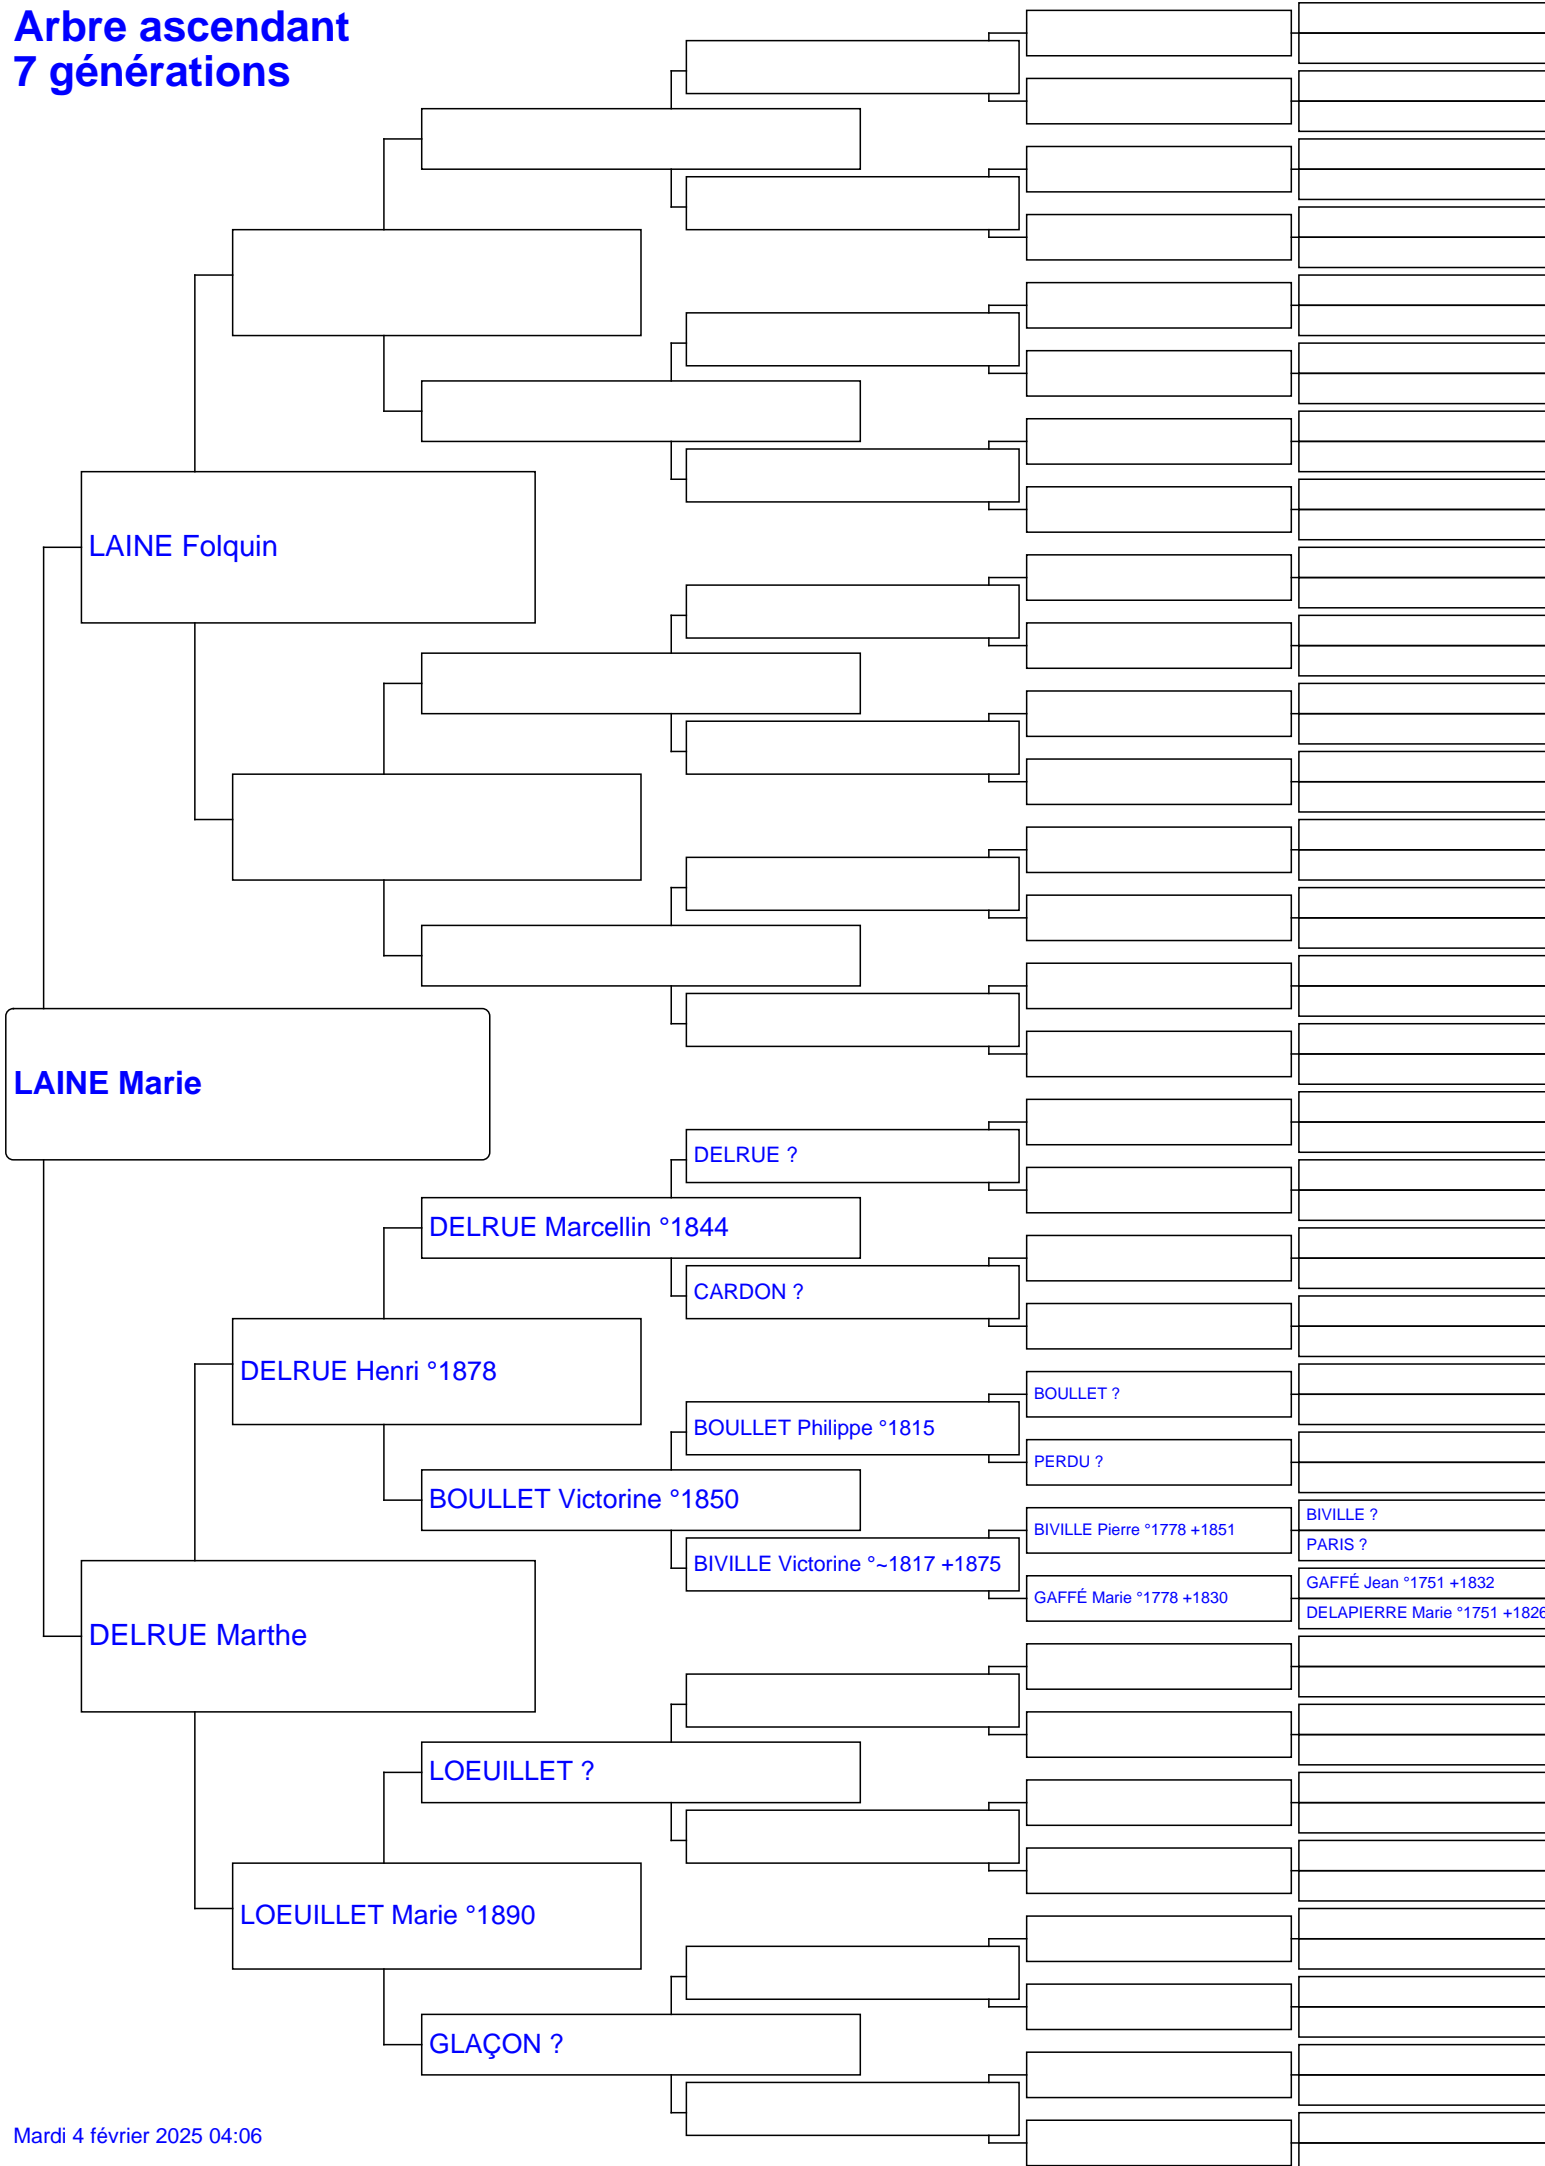 Arbre ascendant
7 générations
LAINE Folquin
LAINE Marie
DELRUE ?
DELRUE Marcellin °1844
CARDON ?
DELRUE Henri °1878
BOULLET ?
BOULLET Philippe °1815
PERDU ?
BOULLET Victorine °1850
BIVILLE ?
BIVILLE Pierre °1778 +1851
PARIS ?
BIVILLE Victorine °~1817 +1875
GAFFÉ Jean °1751 +1832
GAFFÉ Marie °1778 +1830
DELAPIERRE Marie °1751 +1826
DELRUE Marthe
LOEUILLET ?
LOEUILLET Marie °1890
GLAÇON ?
Mardi 4 février 2025 04:06